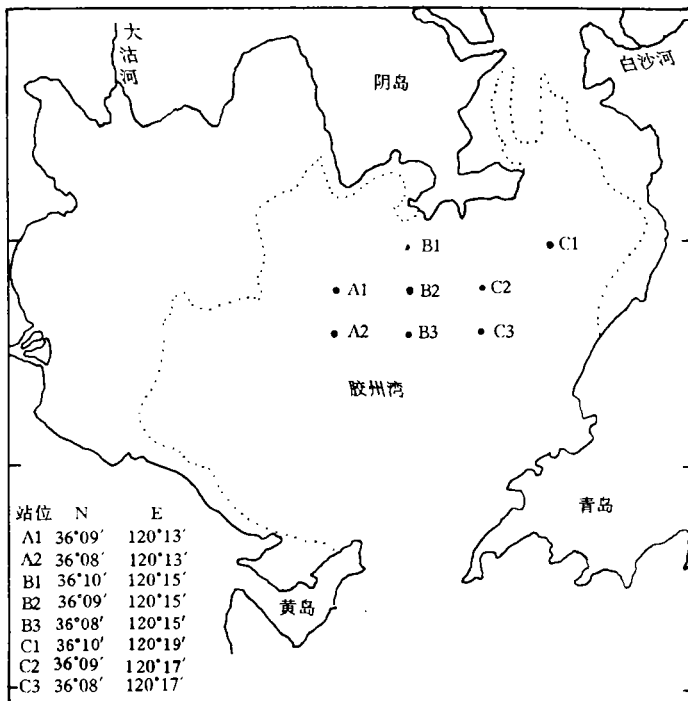 大沽河
阴岛
白沙河
B1
C1
A1
B2
C2
A2
B3
C3
胶州湾
青岛
黄岛
站位 N E
A1 36°09′ 120°13′
A2 36°08′ 120°13′
B1 36°10′ 120°15′
B2 36°09′ 120°15′
B3 36°08′ 120°15′
C1 36°10′ 120°19′
C2 36°09′ 120°17′
C3 36°08′ 120°17′